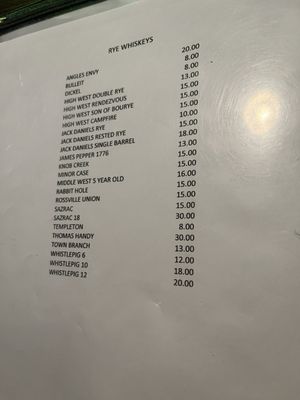 RYE WHISKEYS
ANGLES ENVY 20.00
BULLEIT 8.00
DICKEL 8.00
HIGH WEST DOUBLE RYE 13.00
HIGH WEST RENDEZVOUS 15.00
HIGH WEST SON OF BOURYE 15.00
HIGH WEST CAMPFIRE 15.00
JACK DANIELS RYE 10.00
JACK DANIELS RESTED RYE 15.00
JACK DANIELS SINGLE BARREL 18.00
JAMES PEPPER 1776 13.00
KNOB CREEK 15.00
MINOR CASE 15.00
MIDDLE WEST 5 YEAR OLD 16.00
RABBIT HOLE 15.00
ROSSVILLE UNION 15.00
SAZRAC 15.00
SAZRAC 18 30.00
TEMPLETON 8.00
THOMAS HANDY 30.00
TOWN BRANCH 13.00
WHISTLEPIG 6 12.00
WHISTLEPIG 10 18.00
WHISTLEPIG 12 20.00